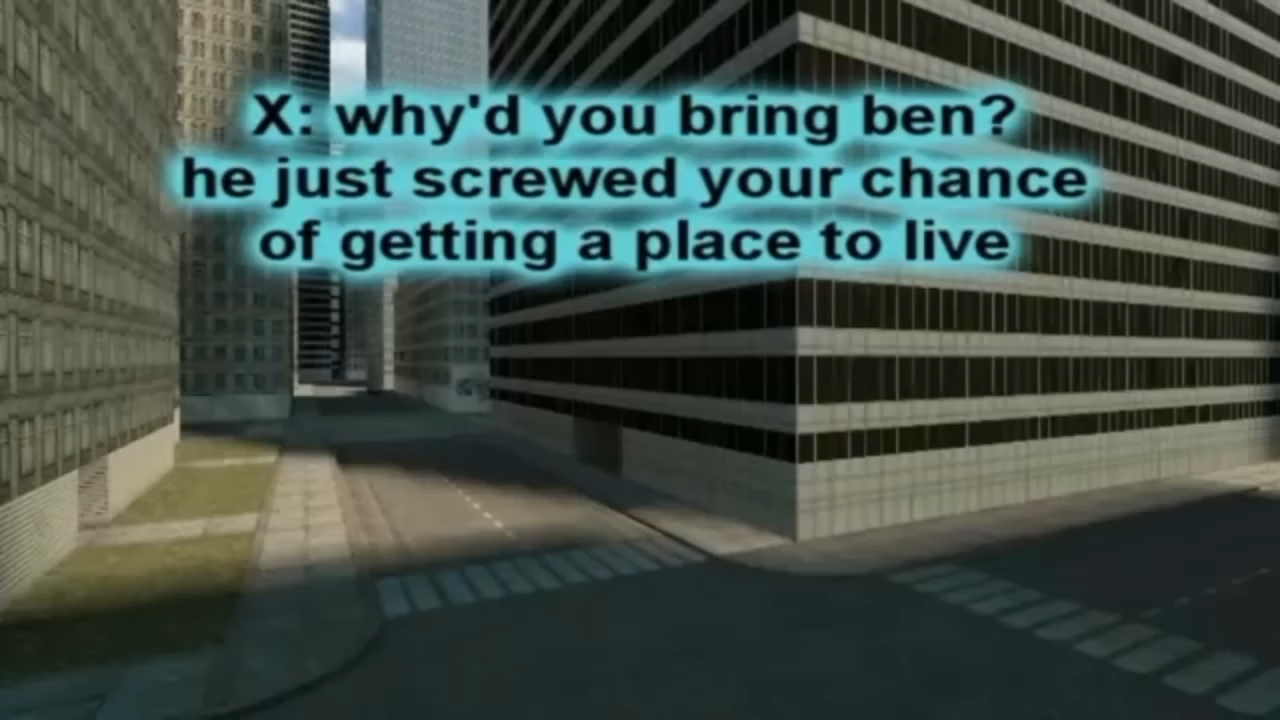 X: why'd you bring ben?
he just screwed your chance
of getting a place to live